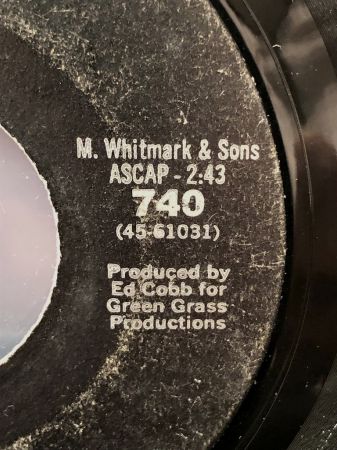 M. Whitmark & Sons
ASCAP - 2:43
740
(45-61031)
Produced by
Ed Cobb for
Green Grass
Productions